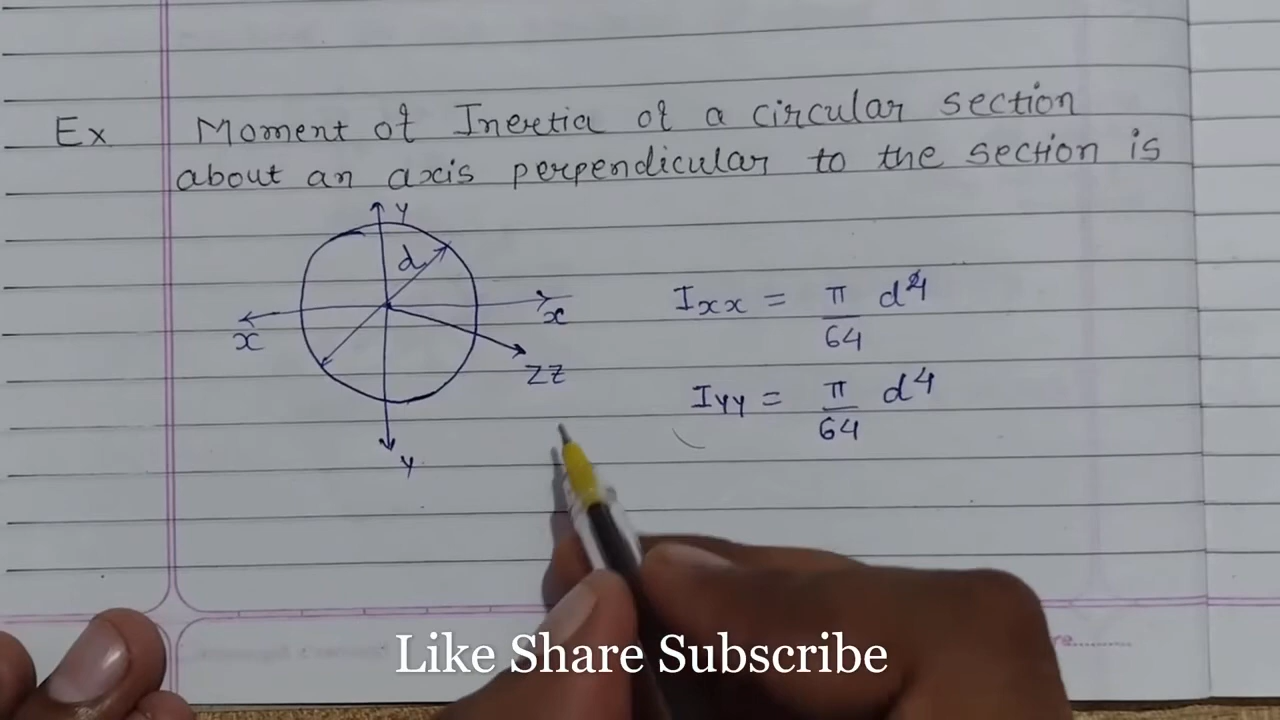 Ex Moment of Inertia of a circular section
about an axis perpendicular to the section is
y
d
x
x
zz
y
Ixx = π/64 d⁴
Iyy = π/64 d⁴
Like Share Subscribe